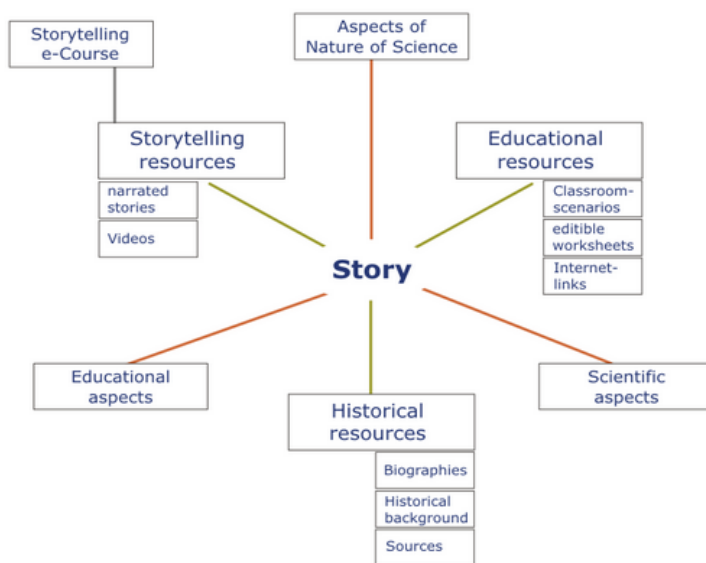 Storytelling
e-Course
Aspects of
Nature of Science
Storytelling
resources
narrated
stories
Videos
Educational
resources
Classroom-
scenarios
editible
worksheets
Internet-
links
Story
Educational
aspects
Scientific
aspects
Historical
resources
Biographies
Historical
background
Sources